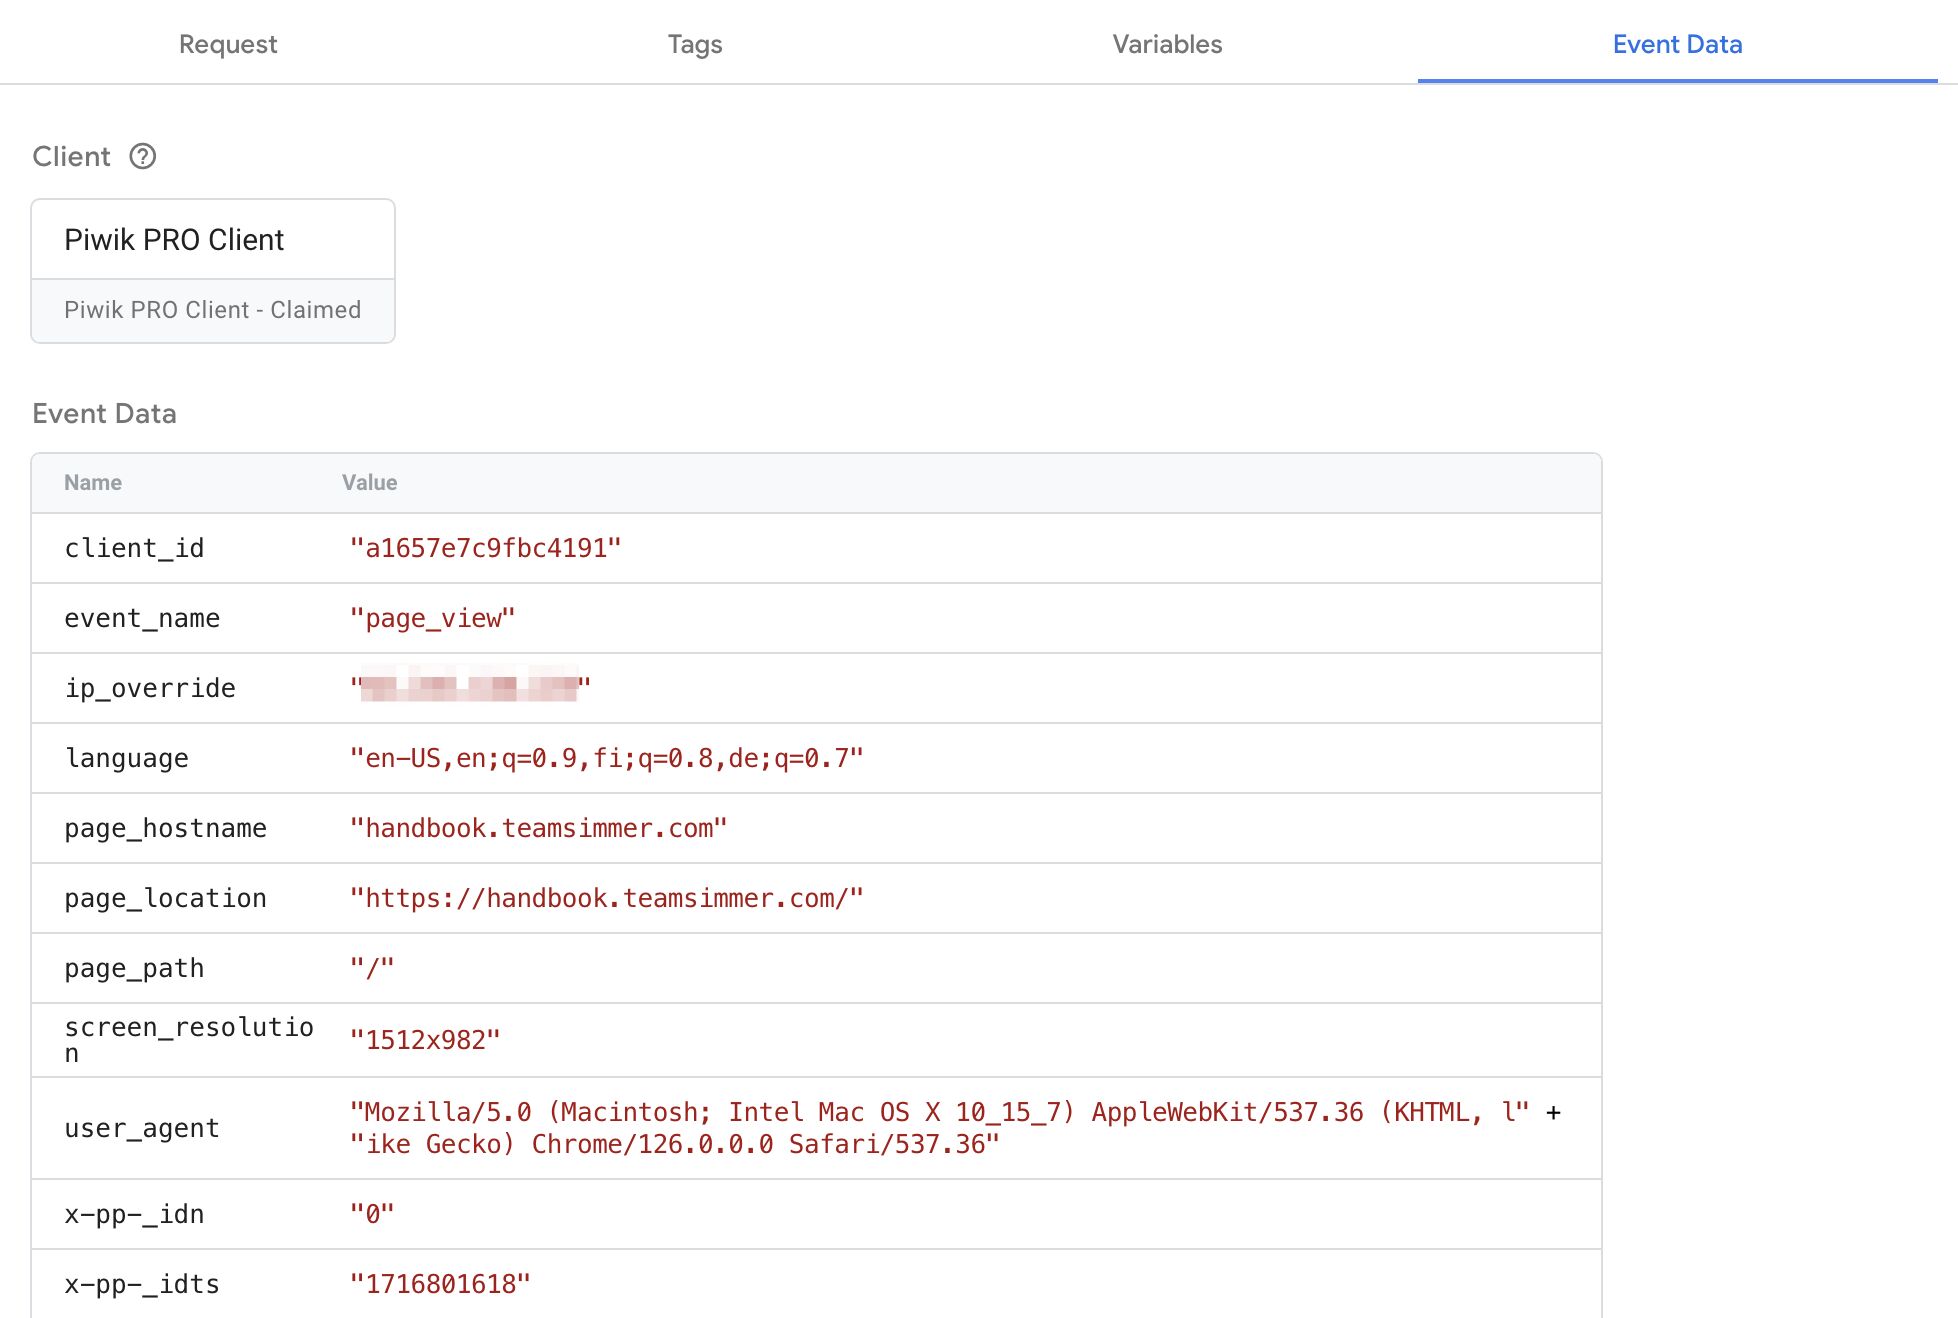 Request Tags Variables Event Data
Client
Piwik PRO Client
Piwik PRO Client - Claimed
Event Data
Name Value
client_id "a1657e7c9fbc4191"
event_name "page_view"
ip_override " "
language "en-US,en;q=0.9,fi;q=0.8,de;q=0.7"
page_hostname "handbook.teamsimmer.com"
page_location "https://handbook.teamsimmer.com/"
page_path "/"
screen_resolutio
n "1512x982"
user_agent "Mozilla/5.0 (Macintosh; Intel Mac OS X 10_15_7) AppleWebKit/537.36 (KHTML, l" +
"ike Gecko) Chrome/126.0.0.0 Safari/537.36"
x-pp-_idn "0"
x-pp-_idts "1716801618"